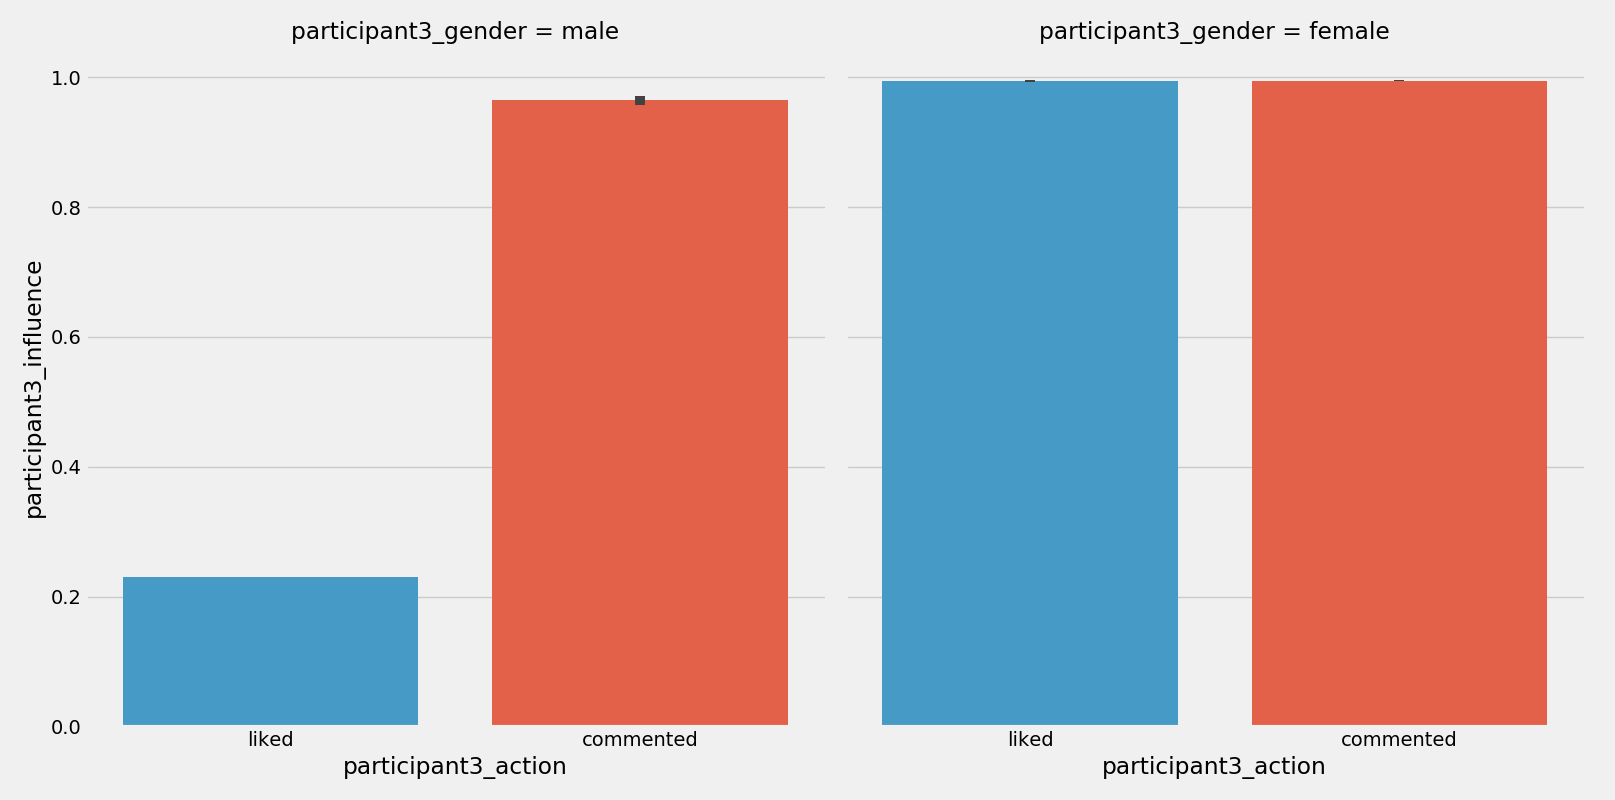 participant3_gender = male
participant3_gender = female
participant3_influence
1.0
0.8
0.6
0.4
0.2
0.0
liked
commented
liked
commented
participant3_action
participant3_action